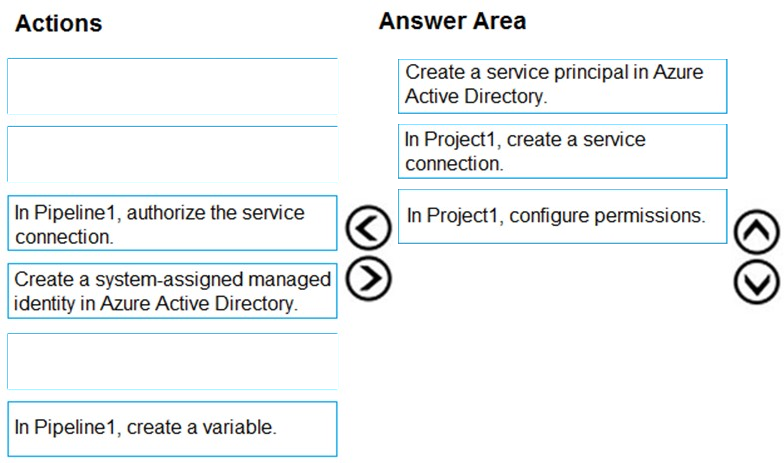 Actions
Answer Area
Create a service principal in Azure
Active Directory.
In Project1, create a service
connection.
In Pipeline1, authorize the service
connection.
In Project1, configure permissions.
Create a system-assigned managed
identity in Azure Active Directory.
In Pipeline1, create a variable.